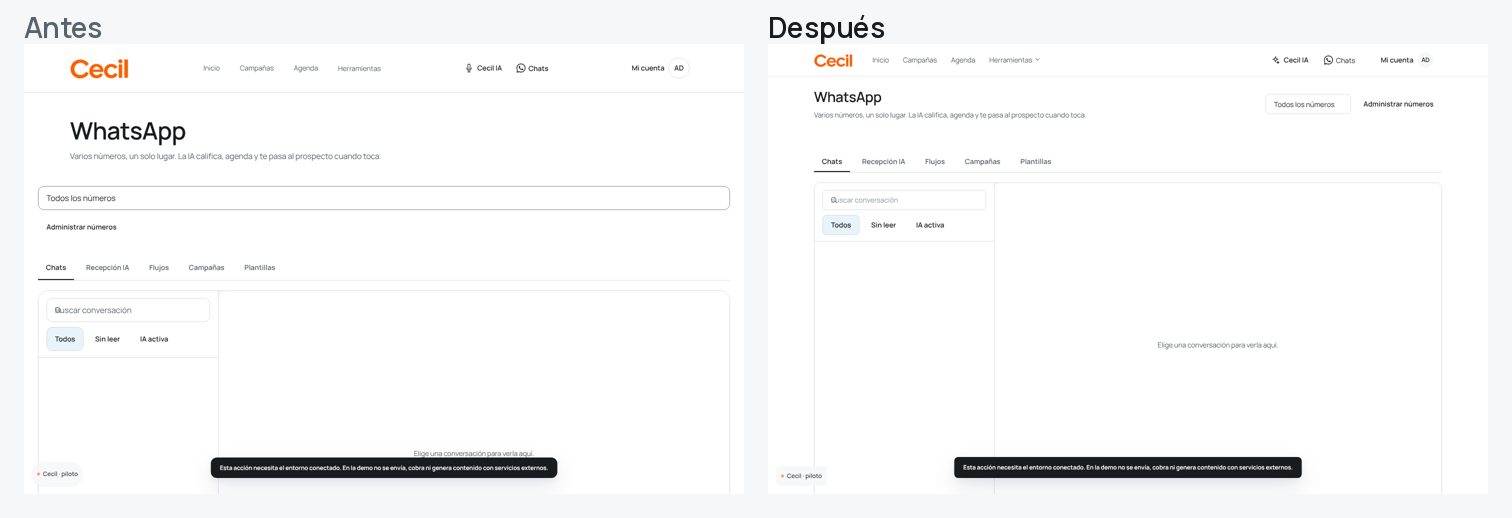 Antes
Cecil Inicio Campañas Agenda Herramientas Cecil IA Chats Mi cuenta AD
WhatsApp
Varios números, un solo lugar. La IA califica, agenda y te pasa al prospecto cuando toca.
Todos los números
Administrar números
Chats Recepción IA Flujos Campañas Plantillas
Buscar conversación
Todos Sin leer IA activa
Elige una conversación para verla aquí.
Esta acción necesita el entorno conectado. En la demo no se envía, cobra ni genera contenido con servicios externos.
Cecil · piloto
Después
Cecil Inicio Campañas Agenda Herramientas Cecil IA Chats Mi cuenta AD
WhatsApp
Todos los números Administrar números
Varios números, un solo lugar. La IA califica, agenda y te pasa al prospecto cuando toca.
Chats Recepción IA Flujos Campañas Plantillas
Buscar conversación
Todos Sin leer IA activa
Elige una conversación para verla aquí.
Esta acción necesita el entorno conectado. En la demo no se envía, cobra ni genera contenido con servicios externos.
Cecil · piloto